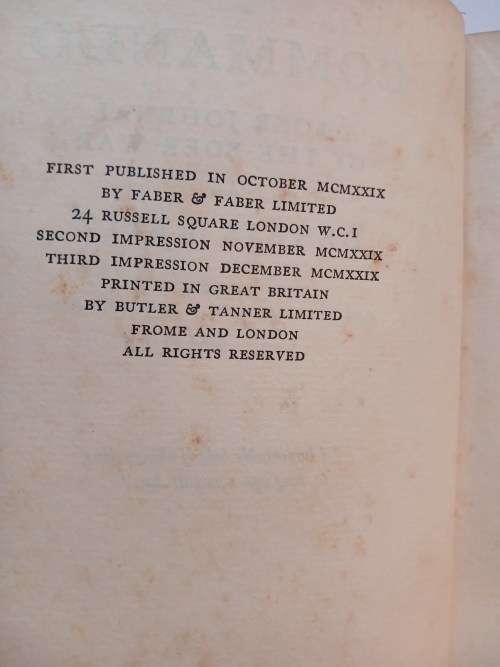 FIRST PUBLISHED IN OCTOBER MCMXXIX
BY FABER & FABER LIMITED
24 RUSSELL SQUARE LONDON W.C.I
SECOND IMPRESSION NOVEMBER MCMXXIX
THIRD IMPRESSION DECEMBER MCMXXIX
PRINTED IN GREAT BRITAIN
BY BUTLER & TANNER LIMITED
FROME AND LONDON
ALL RIGHTS RESERVED